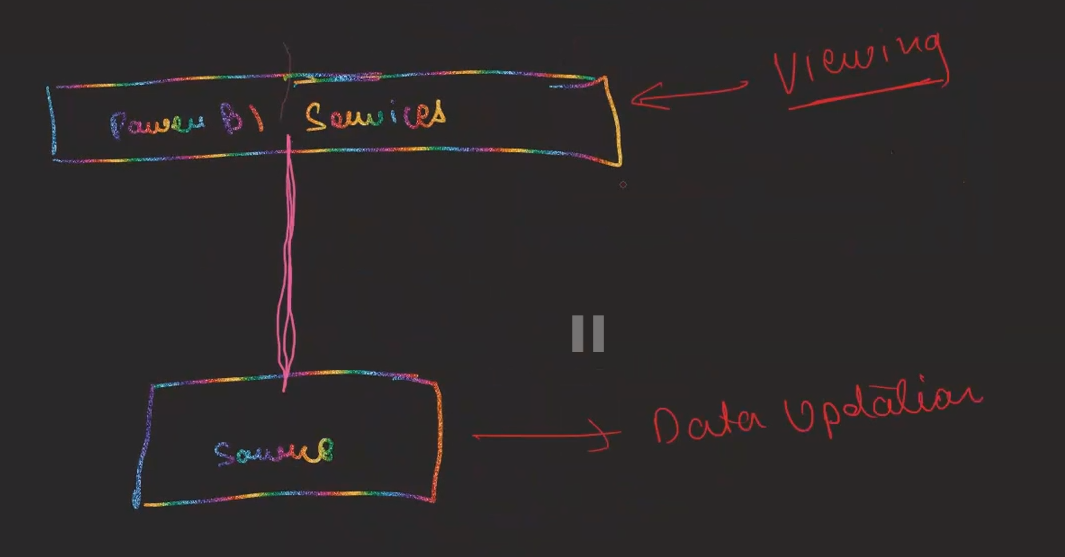 Viewing
Power BI Services
Data Updation
Source